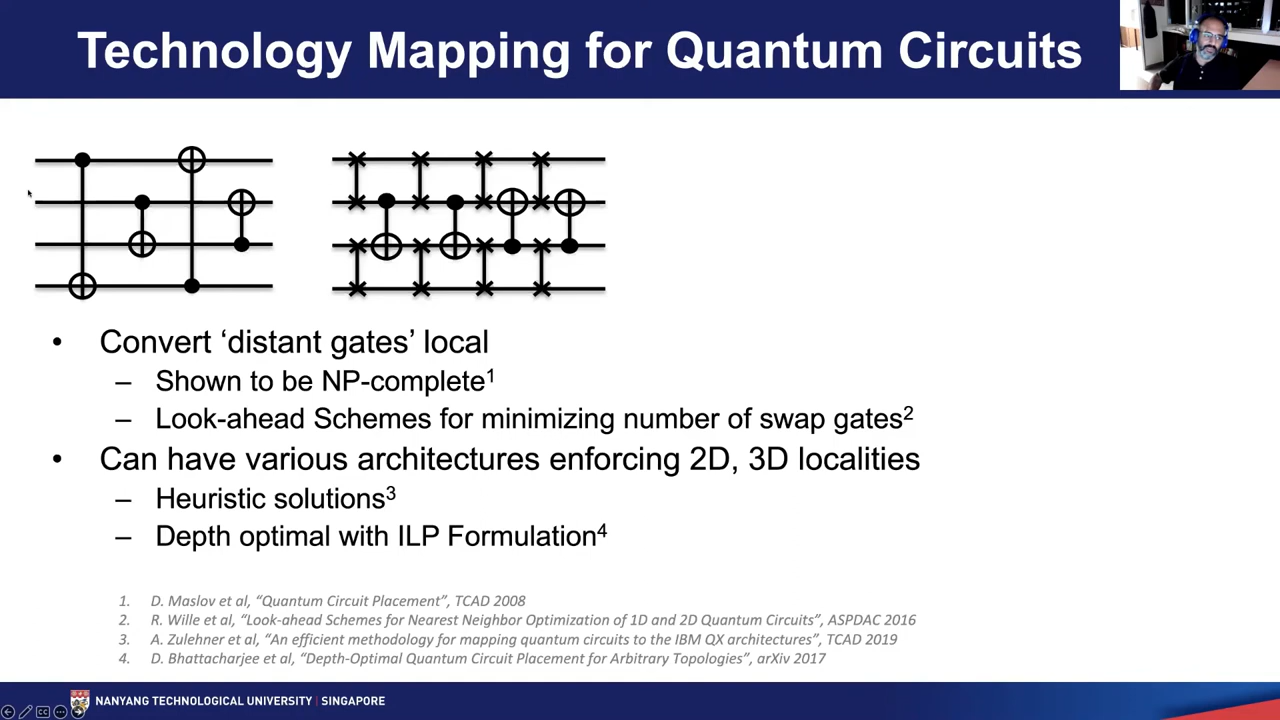 Technology Mapping for Quantum Circuits
• Convert ‘distant gates’ local
– Shown to be NP-complete1
– Look-ahead Schemes for minimizing number of swap gates2
• Can have various architectures enforcing 2D, 3D localities
– Heuristic solutions3
– Depth optimal with ILP Formulation4
1. D. Maslov et al, “Quantum Circuit Placement”, TCAD 2008
2. R. Wille et al, “Look-ahead Schemes for Nearest Neighbor Optimization of 1D and 2D Quantum Circuits”, ASPDAC 2016
3. A. Zulehner et al, “An efficient methodology for mapping quantum circuits to the IBM QX architectures”, TCAD 2019
4. D. Bhattacharjee et al, “Depth-Optimal Quantum Circuit Placement for Arbitrary Topologies”, arXiv 2017
NANYANG TECHNOLOGICAL UNIVERSITY | SINGAPORE